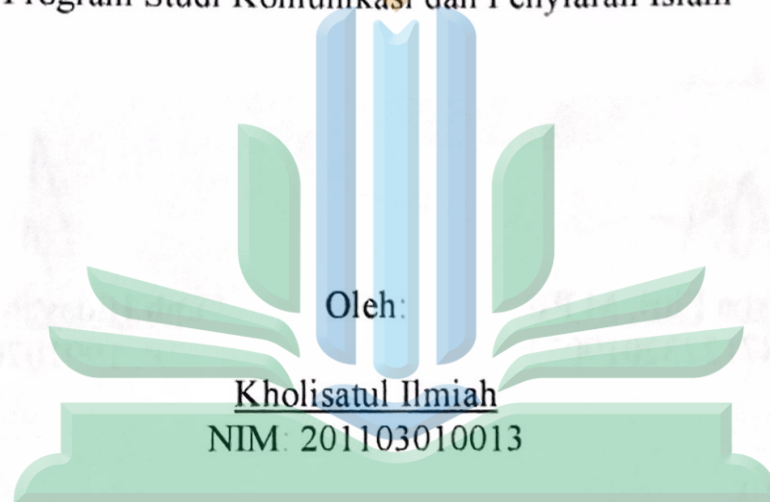 Program Studi Komunikasi dan Penyiaran Islam
Oleh:
Kholisatul Ilmiah
NIM: 201103010013